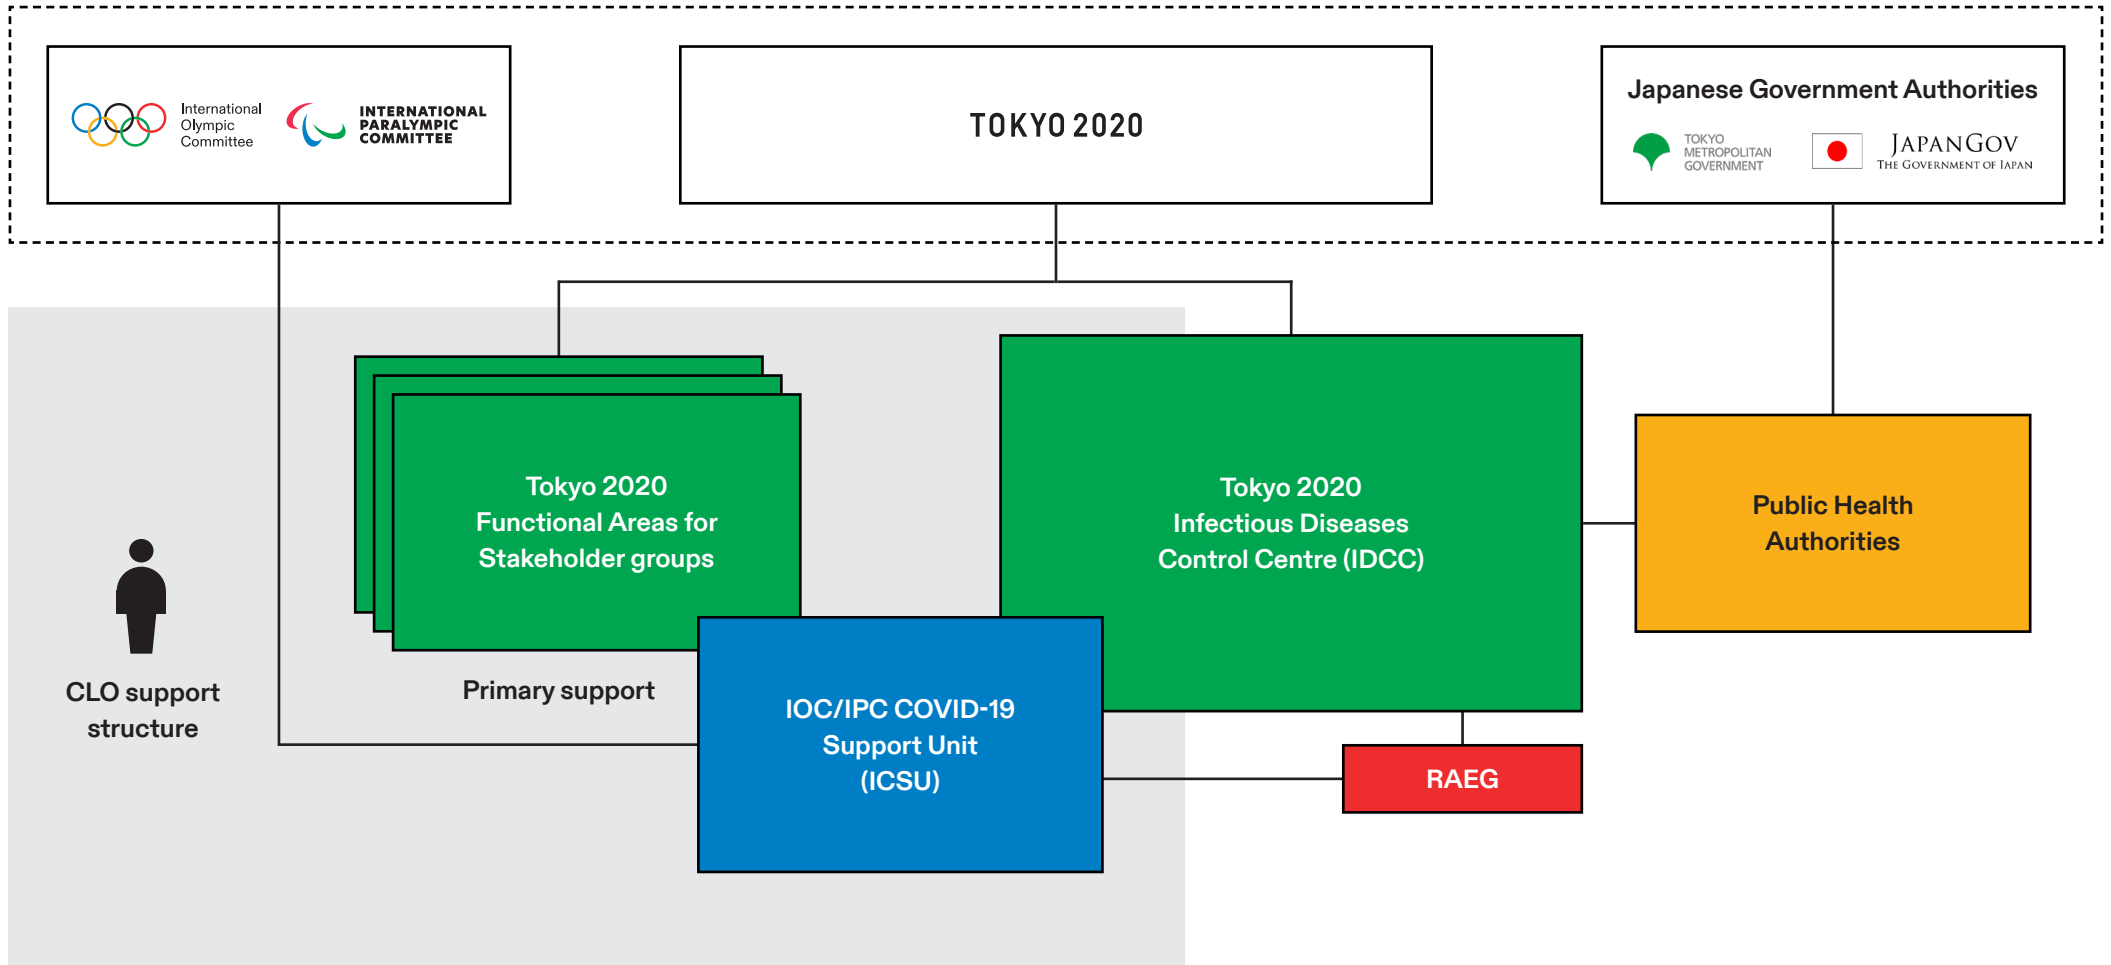 International
Olympic
Committee
INTERNATIONAL
PARALYMPIC
COMMITTEE
TOKYO 2020
Japanese Government Authorities
TOKYO
METROPOLITAN
GOVERNMENT
JAPANGOV
THE GOVERNMENT OF JAPAN
Tokyo 2020
Functional Areas for
Stakeholder groups
Tokyo 2020
Infectious Diseases
Control Centre (IDCC)
Public Health
Authorities
CLO support
structure
Primary support
IOC/IPC COVID-19
Support Unit
(ICSU)
RAEG